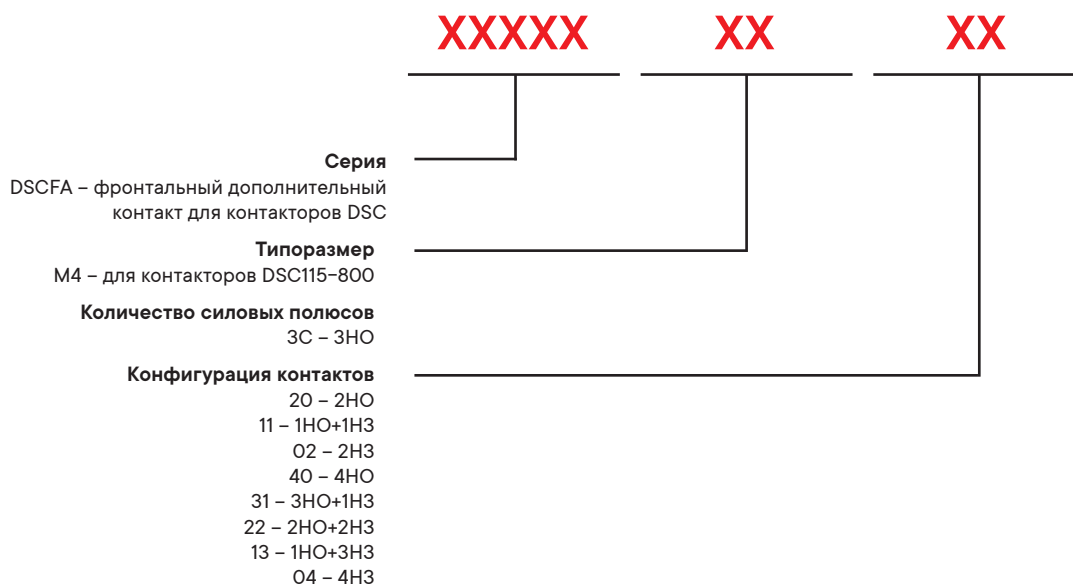 XXXXX XX XX
Серия
DSCFA – фронтальный дополнительный
контакт для контакторов DSC
Типоразмер
M4 – для контакторов DSC115–800
Количество силовых полюсов
3С – 3НО
Конфигурация контактов
20 – 2НО
11 – 1НО+1НЗ
02 – 2НЗ
40 – 4НО
31 – 3НО+1НЗ
22 – 2НО+2НЗ
13 – 1НО+3НЗ
04 – 4НЗ